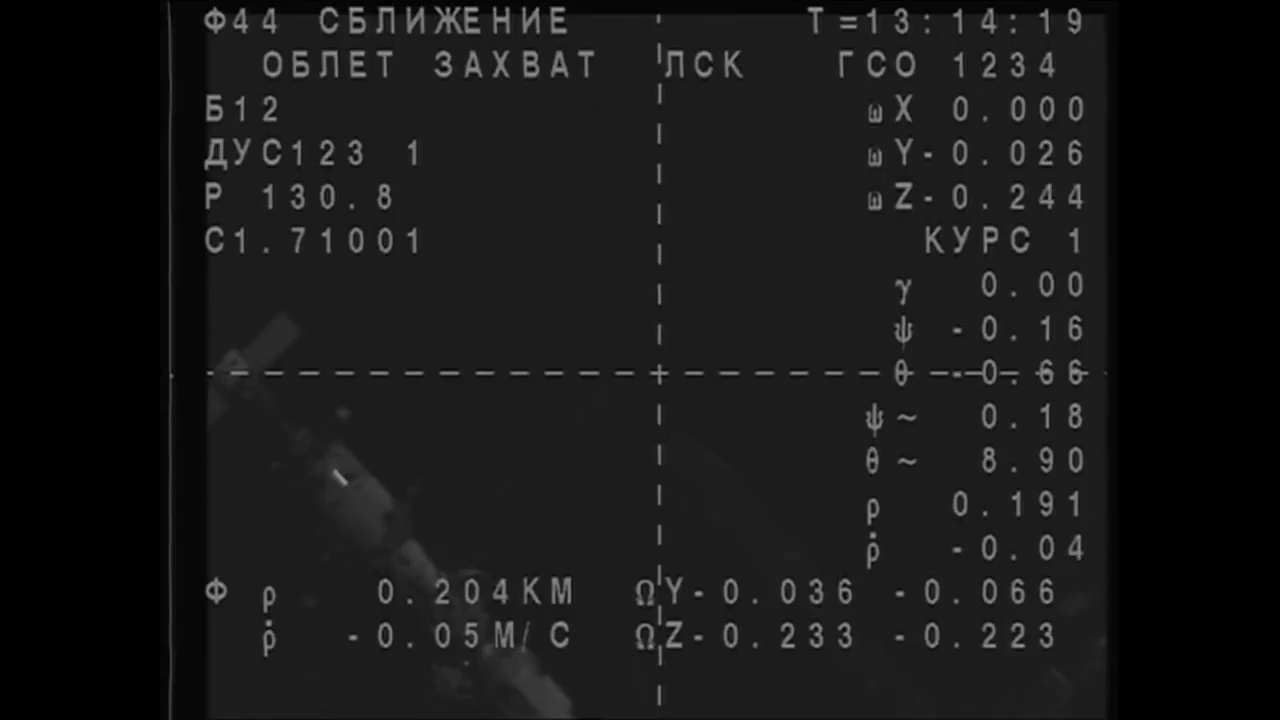 Ф44 СБЛИЖЕНИЕ Т=13:14:19
ОБЛЕТ ЗАХВАТ ЛСК ГСО 1234
Б12 ωX 0.000
ДУС123 1 ωY-0.026
Р 130.8 ωZ-0.244
С1.71001 КУРС 1
γ 0.00
ψ -0.16
θ -0.66
ψ~ 0.18
θ~ 8.90
ρ 0.191
ρ̇ -0.04
Ф ρ 0.204КМ ΩY-0.036 -0.066
ρ̇ -0.05М/С ΩZ-0.233 -0.223